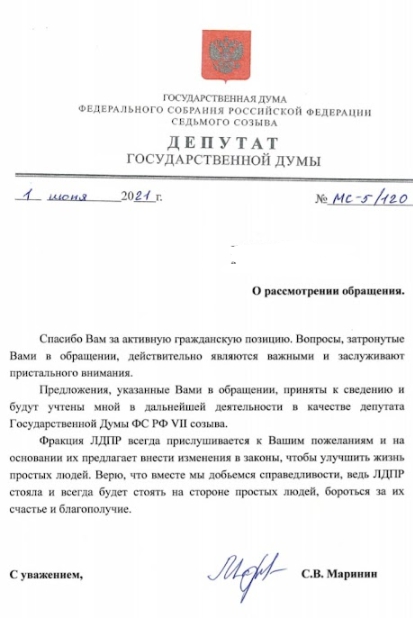 ГОСУДАРСТВЕННАЯ ДУМА
ФЕДЕРАЛЬНОГО СОБРАНИЯ РОССИЙСКОЙ ФЕДЕРАЦИИ
СЕДЬМОГО СОЗЫВА
ДЕПУТАТ
ГОСУДАРСТВЕННОЙ ДУМЫ
1 июня 2021 г. № МС-5/120
О рассмотрении обращения.
Спасибо Вам за активную гражданскую позицию. Вопросы, затронутые
Вами в обращении, действительно являются важными и заслуживают
пристального внимания.
Предложения, указанные Вами в обращении, приняты к сведению и
будут учтены мной в дальнейшей деятельности в качестве депутата
Государственной Думы ФС РФ VII созыва.
Фракция ЛДПР всегда прислушивается к Вашим пожеланиям и на
основании их предлагает внести изменения в законы, чтобы улучшить жизнь
простых людей. Верю, что вместе мы добьемся справедливости, ведь ЛДПР
стояла и всегда будет стоять на стороне простых людей, бороться за их
счастье и благополучие.
С уважением, С.В. Маринин